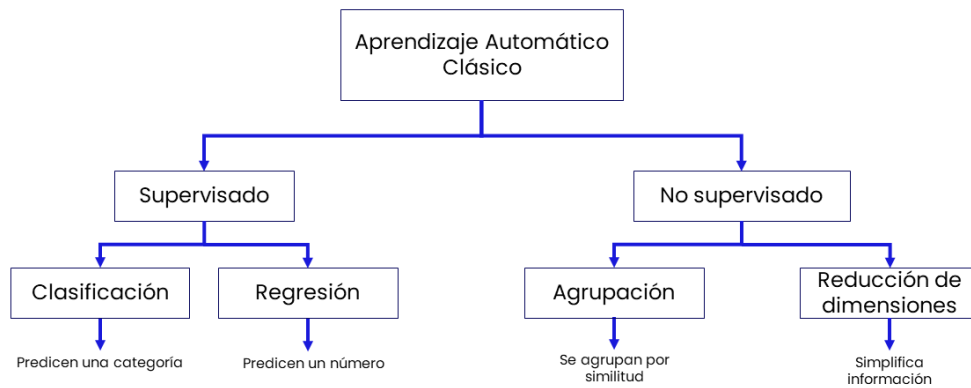 Aprendizaje Automático
Clásico
Supervisado
No supervisado
Clasificación
Regresión
Agrupación
Reducción de
dimensiones
Predicen una categoría
Predicen un número
Se agrupan por
similitud
Simplifica
información